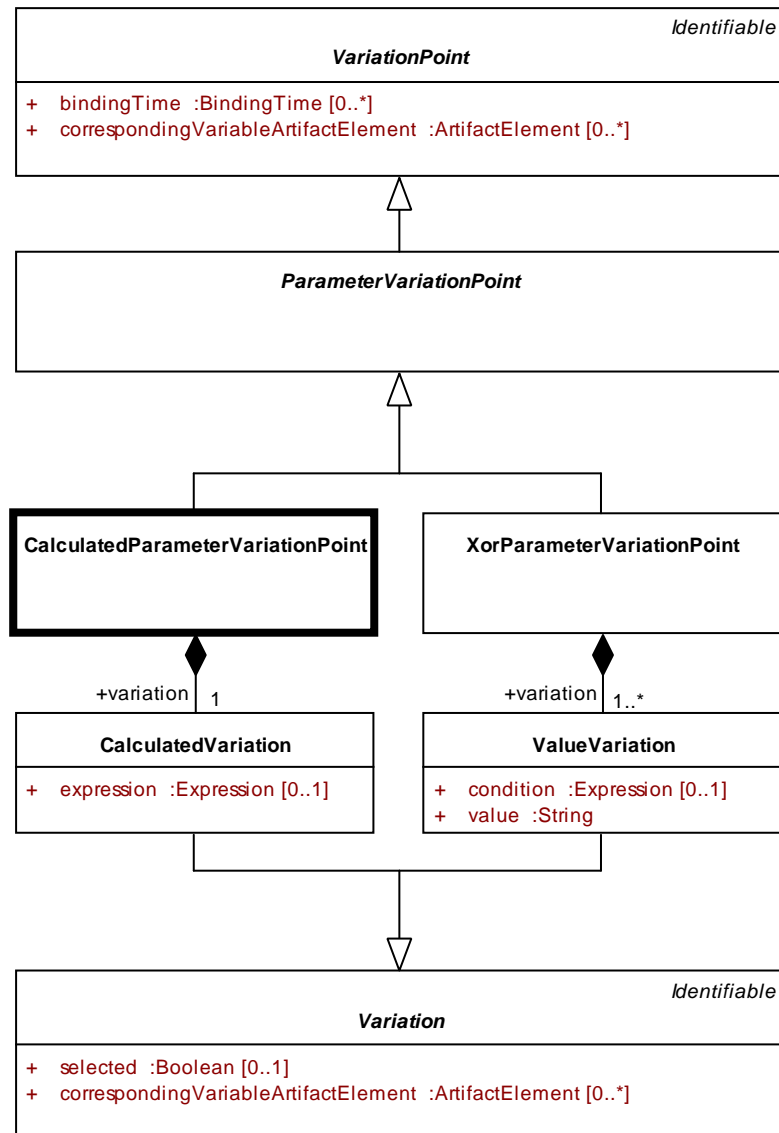 Identifiable
VariationPoint
+ bindingTime :BindingTime [0..*]
+ correspondingVariableArtifactElement :ArtifactElement [0..*]
ParameterVariationPoint
CalculatedParameterVariationPoint
XorParameterVariationPoint
+variation 1
+variation 1..*
CalculatedVariation
+ expression :Expression [0..1]
ValueVariation
+ condition :Expression [0..1]
+ value :String
Identifiable
Variation
+ selected :Boolean [0..1]
+ correspondingVariableArtifactElement :ArtifactElement [0..*]